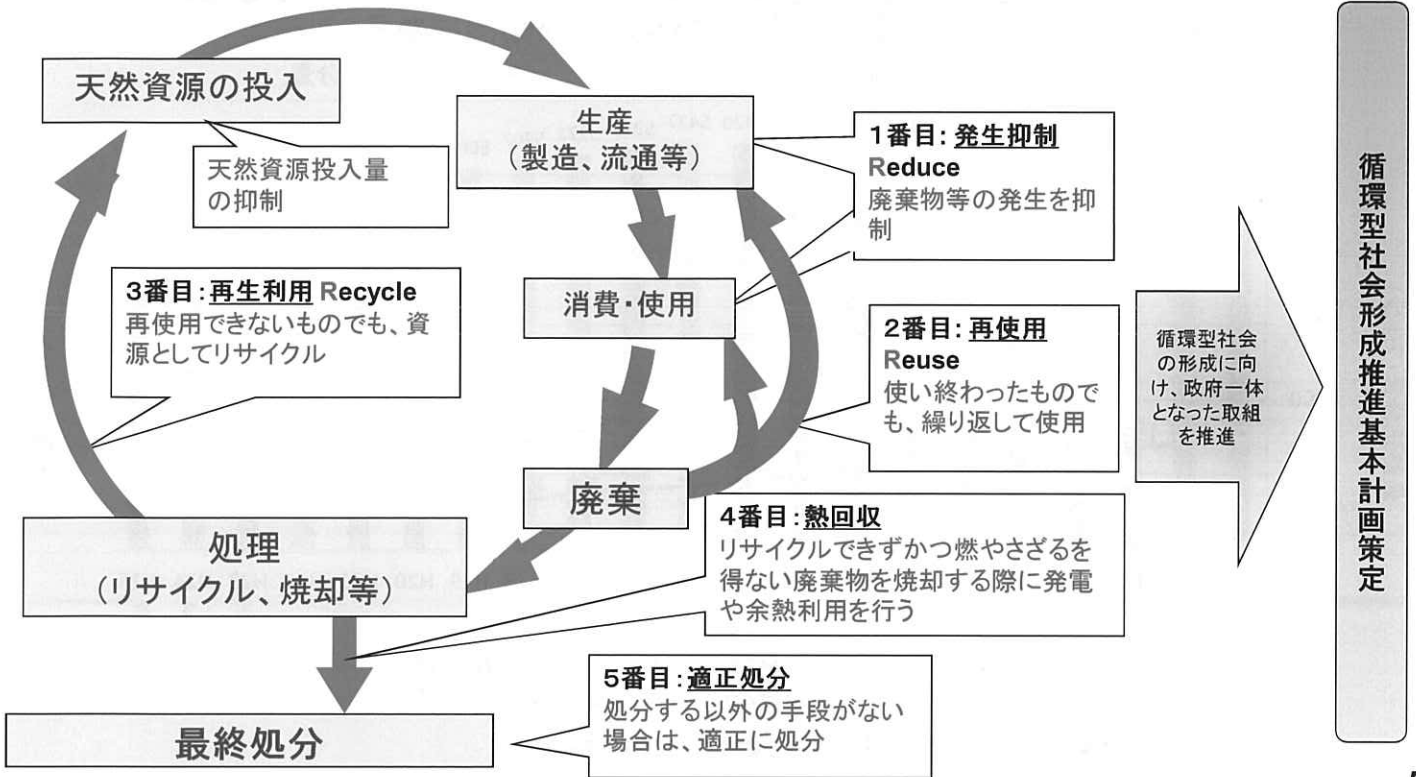 天然資源の投入
天然資源投入量
の抑制
生産
(製造、流通等)
1番目:発生抑制
Reduce
廃棄物等の発生を抑
制
3番目:再生利用 Recycle
再使用できないものでも、資
源としてリサイクル
消費・使用
2番目:再使用
Reuse
使い終わったもので
も、繰り返して使用
廃棄
処理
(リサイクル、焼却等)
4番目:熱回収
リサイクルできずかつ燃やさざるを
得ない廃棄物を焼却する際に発電
や余熱利用を行う
最終処分
5番目:適正処分
処分する以外の手段がない
場合は、適正に処分
循環型社会
の形成に向
け、政府一体
となった取組
を推進
循環型社会形成推進基本計画策定